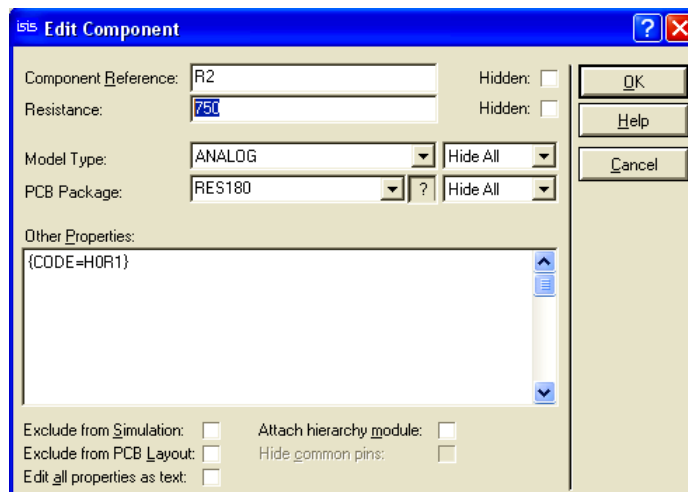 isis Edit Component
?
Component Reference: R2 Hidden: OK
Resistance: 750 Hidden: Help
Model Type: ANALOG Hide All Cancel
PCB Package: RES180 ? Hide All
Other Properties:
{CODE=H0R1}
Exclude from Simulation: Attach hierarchy module:
Exclude from PCB Layout: Hide common pins:
Edit all properties as text: